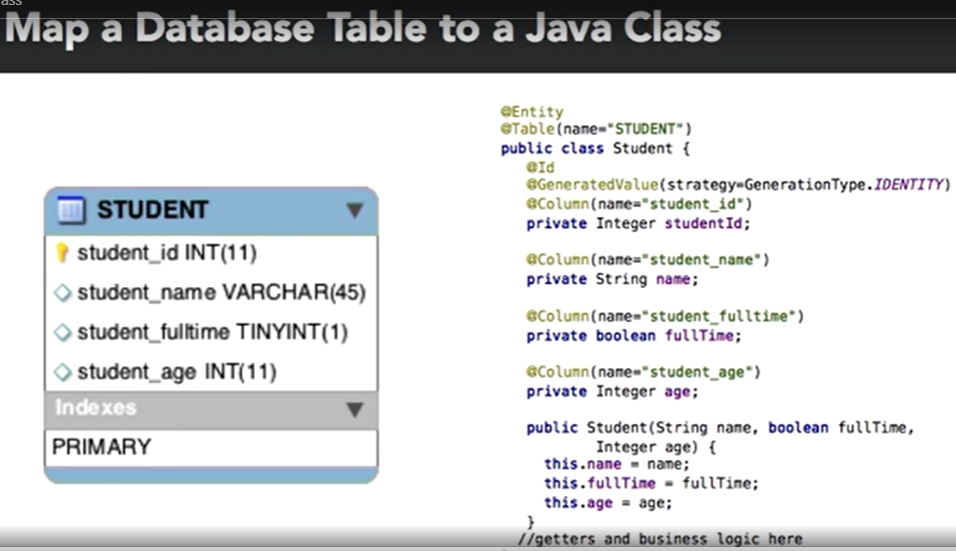 ass
Map a Database Table to a Java Class
STUDENT
student_id INT(11)
student_name VARCHAR(45)
student_fulltime TINYINT(1)
student_age INT(11)
Indexes
PRIMARY
@Entity
@Table(name="STUDENT")
public class Student {
@Id
@GeneratedValue(strategy=GenerationType.IDENTITY)
@Column(name="student_id")
private Integer studentId;
@Column(name="student_name")
private String name;
@Column(name="student_fulltime")
private boolean fullTime;
@Column(name="student_age")
private Integer age;
public Student(String name, boolean fullTime,
Integer age) {
this.name = name;
this.fullTime = fullTime;
this.age = age;
}
//getters and business logic here